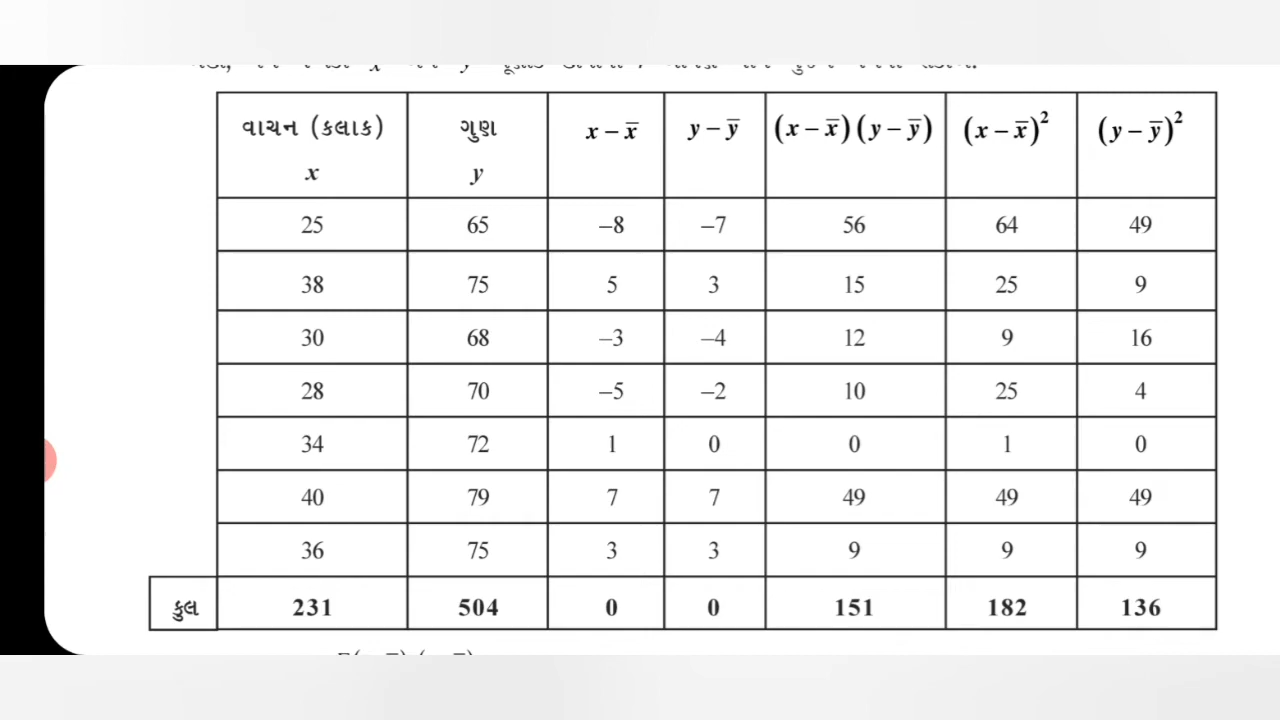 વાચન (કલાક) ગુણ x − x̅ y − y̅ (x − x̅)(y − y̅) (x − x̅)² (y − y̅)²
x y
25 65 –8 –7 56 64 49
38 75 5 3 15 25 9
30 68 –3 –4 12 9 16
28 70 –5 –2 10 25 4
34 72 1 0 0 1 0
40 79 7 7 49 49 49
36 75 3 3 9 9 9
કુલ 231 504 0 0 151 182 136